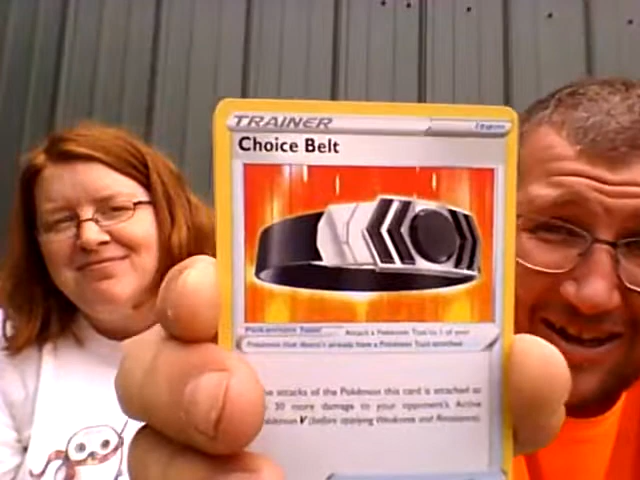 TRAINER Item
Choice Belt
Pokémon Tool Attach a Pokémon Tool to 1 of your
Pokémon that doesn't already have a Pokémon Tool attached.
he attacks of the Pokémon this card is attached to
30 more damage to your opponent's Active
okémon V (before applying Weakness and Resistance).